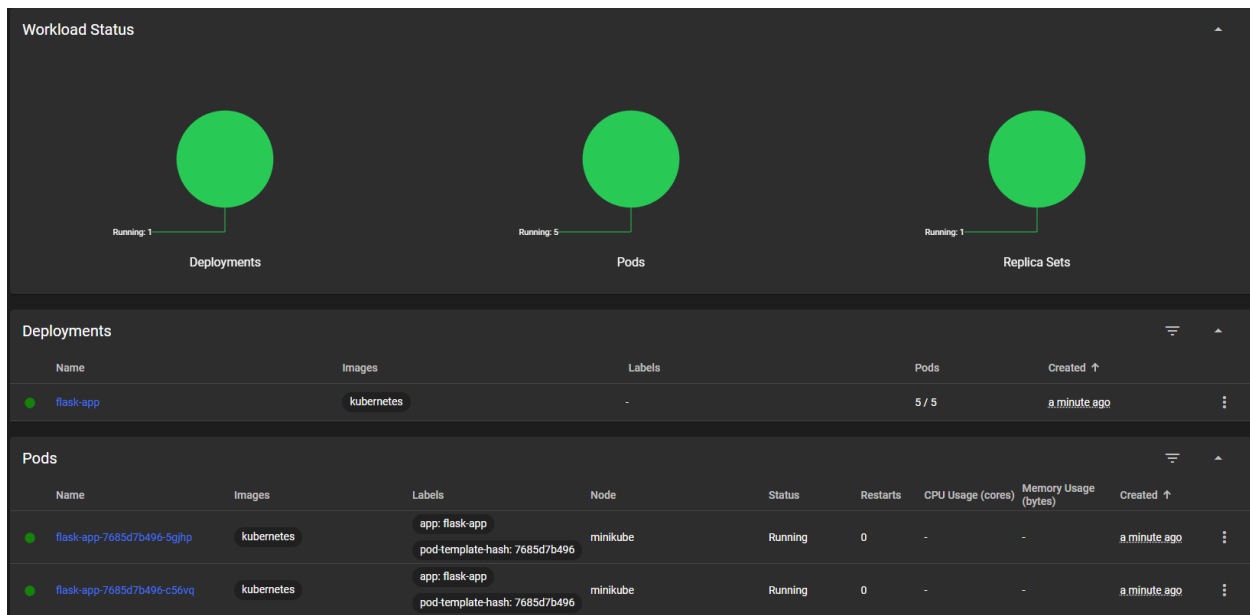 Workload Status
Running: 1
Running: 5
Running: 1
Deployments
Pods
Replica Sets
Deployments
Name Images Labels Pods Created ↑
flask-app kubernetes - 5 / 5 a minute ago
Pods
Name Images Labels Node Status Restarts CPU Usage (cores) Memory Usage (bytes) Created ↑
flask-app-7685d7b496-5gjhp kubernetes app: flask-app pod-template-hash: 7685d7b496 minikube Running 0 - - a minute ago
flask-app-7685d7b496-c56vq kubernetes app: flask-app pod-template-hash: 7685d7b496 minikube Running 0 - - a minute ago